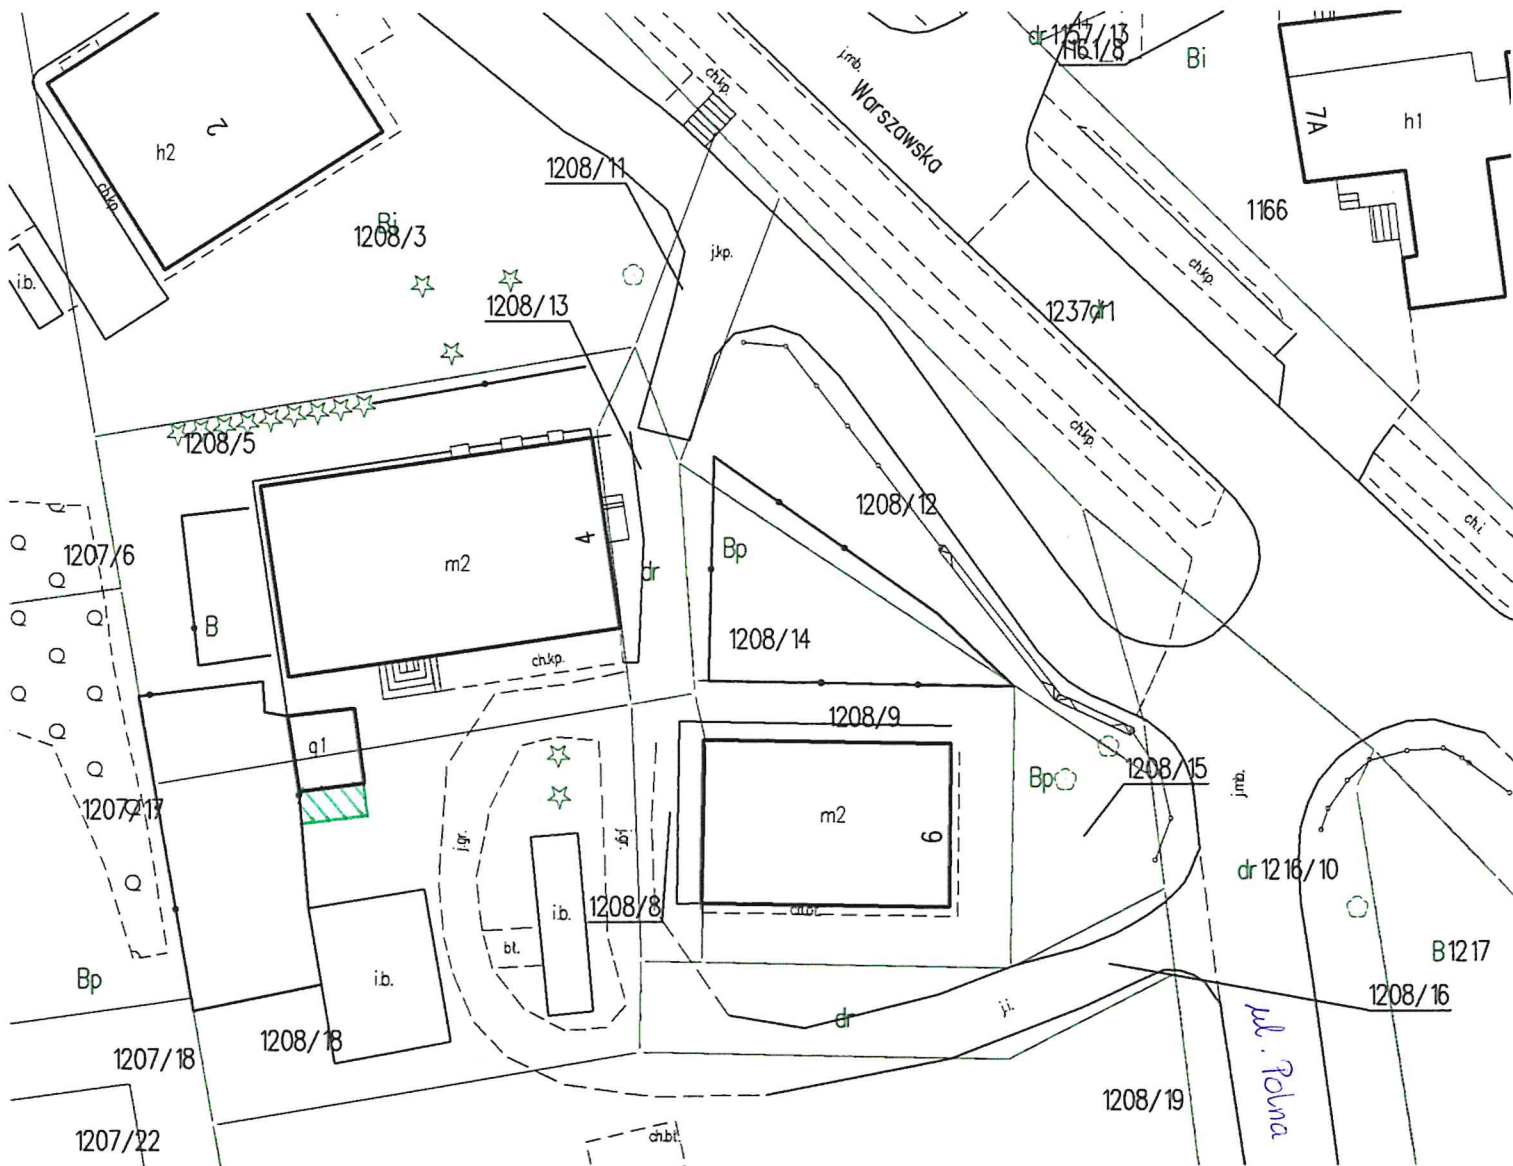 dr 1157/13
1161/8
Bi
j.mb.
ch.kp.
Warszawska
7A
h1
h2
2
1208/11
1166
ch.kp.
Bi
1208/3
j.kp.
ch.kp.
i.b.
1208/13
1237/1
dr
ch.kp.
1208/5
1208/12
ch.i.
4
1207/6
m2
Bp
dr
B
1208/14
ch.kp.
1208/9
g1
1208/15
Bp
j.mb.
1207/17
m2
6
j.gr.
j.gr.
dr 1216/10
i.b.
1208/8
ch.bt.
bt.
B 1217
Bp
i.b.
1208/16
j.i.
dr
ul. Polna
1208/18
1207/18
1208/19
1207/22
ch.bt.